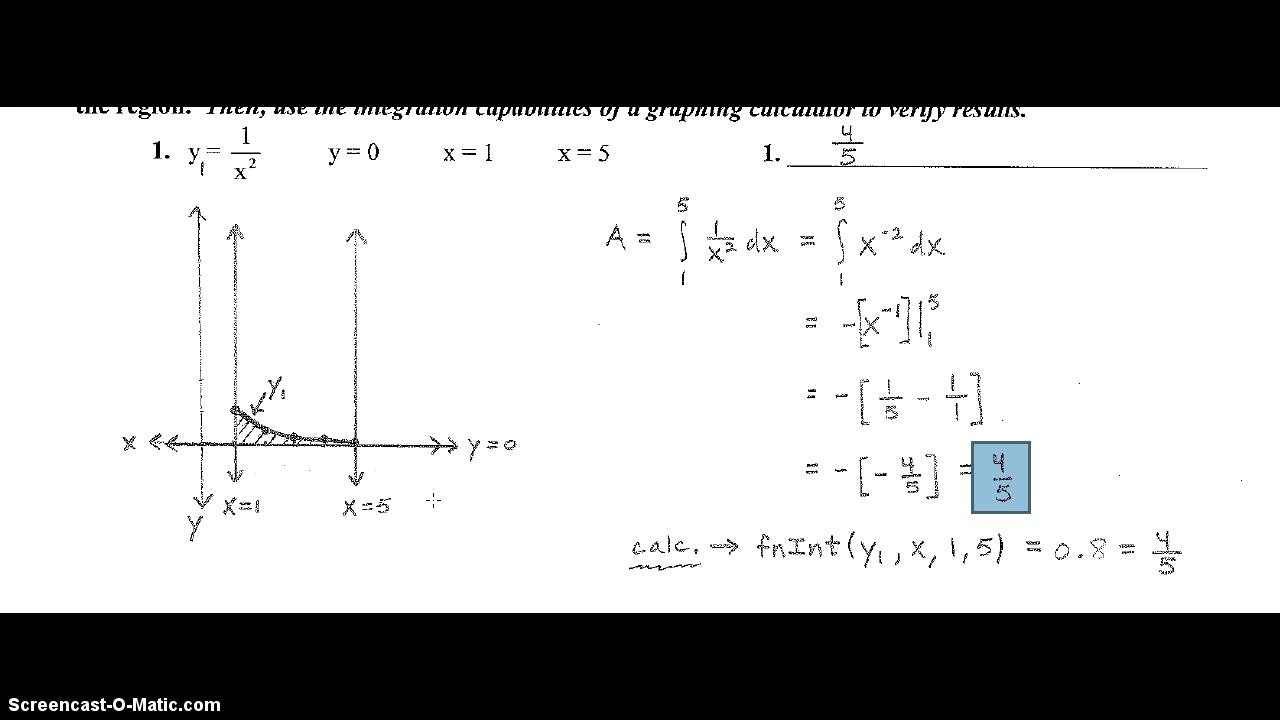 the region. Then, use the integration capabilities of a graphing calculator to verify results.
1. y₁ = 1/x² y = 0 x = 1 x = 5 1. 4/5
A = ∫₁⁵ 1/x² dx = ∫₁⁵ x⁻² dx
= -[x⁻¹]|₁⁵
y₁
= -[1/5 - 1/1]
x y=0
= -[-4/5] = 4/5
x=1 x=5
y
calc. → fnInt(y₁, x, 1, 5) = 0.8 = 4/5
Screencast-O-Matic.com